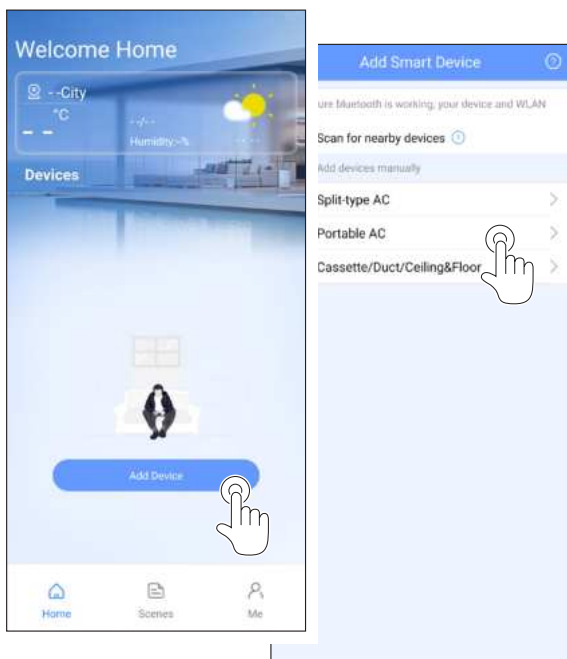 Welcome Home
--City
°C
-- --
--/--
Humidity:--%
--:--
Devices
Add Device
Home
Scenes
Me
Add Smart Device
ure bluetooth is working, your device and WLAN
Scan for nearby devices
Add devices manually
Split-type AC
Portable AC
Cassette/Duct/Ceiling&Floor